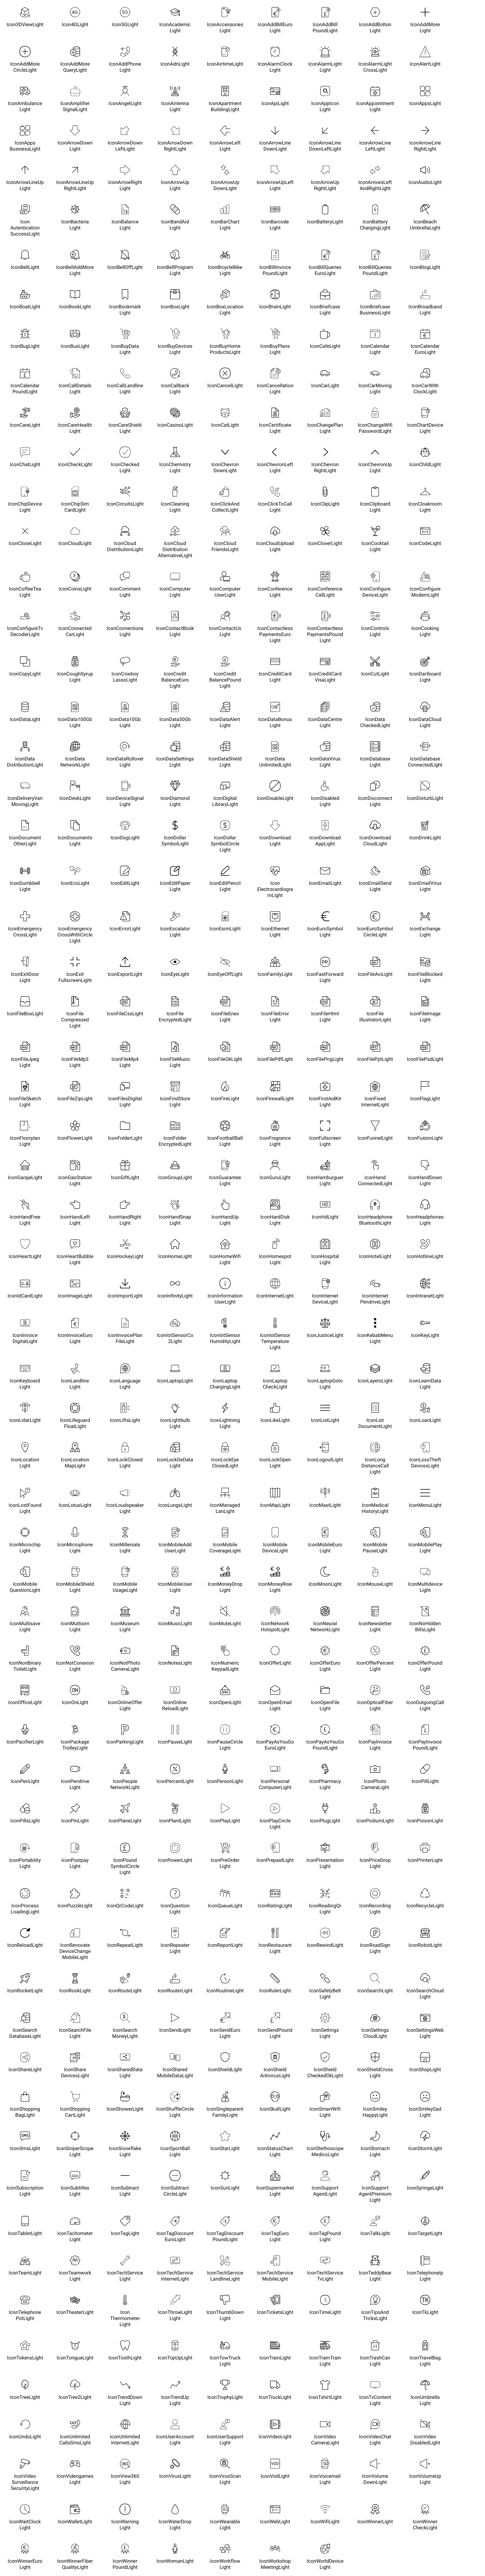 Icon3DViewLight Icon4GLight Icon5GLight IconAcademic IconAccessories IconAddBillEuro IconAddBill IconAddBolton IconAddMore
Light Light Light PoundLight Light Light
IconAddMore IconAddMore IconAddPhone IconAdnLight IconAirtimeLight IconAlarmClock IconAlarmLight IconAlarmLight IconAlertLight
CircleLight QueryLight Light Light Light CrossLight
IconAmbulance IconAmplifier IconAngelLight IconAntenna IconApartment IconApiLight IconAppIcon IconAppointment IconAppsLight
Light SignalLight Light BuildingLight Light Light
IconApps IconArrowDown IconArrowDown IconArrowDown IconArrowLeft IconArrowLine IconArrowLine IconArrowLine IconArrowLine
BusinessLight Light LeftLight RightLight Light DownLight DownLeftLight LeftLight RightLight
IconArrowLineUp IconArrowLineUp IconArrowRight IconArrowUp IconArrowUp IconArrowUpLeft IconArrowUp IconArrowsLeft IconAudioLight
Light RightLight Light Light DownLight Light RightLight AndRightLight
Icon IconBacteria IconBalance IconBandAid IconBarChart IconBarcode IconBatteryLight IconBattery IconBeach
Autentication Light Light Light Light Light ChargingLight UmbrellaLight
SuccessLight
IconBellLight IconBellAddMore IconBellOffLight IconBellProgram IconBicycleBike IconBillInvoice IconBillQueries IconBillQueries IconBlogLight
Light Light Light PoundLight EuroLight PoundLight
IconBoatLight IconBookLight IconBookmark IconBoxLight IconBoxLocation IconBrainLight IconBriefcase IconBriefcase IconBroadband
Light Light Light BusinessLight Light
IconBugLight IconBusLight IconBuyData IconBuyDevices IconBuyHome IconBuyPlans IconCafeLight IconCalendar IconCalendar
Light Light ProductsLight Light Light EuroLight
IconCalendar IconCallDetails IconCallLandline IconCallback IconCancelLight IconCancellation IconCarLight IconCarMoving IconCarWith
PoundLight Light Light Light Light Light ClockLight
IconCareLight IconCareHealth IconCareShield IconCasinoLight IconCatLight IconCertificate IconChangePlan IconChangeWifi IconChartDevice
Light Light Light Light PasswordLight Light
IconChatLight IconCheckLight IconChecked IconChemistry IconChevron IconChevronLeft IconChevron IconChevronUp IconChildLight
Light Light DownLight Light RightLight Light
IconChipDevice IconChipSim IconCircuitsLight IconCleaning IconClickAnd IconClickToCall IconClipLight IconClipboard IconCloakroom
Light CardLight Light CollectLight Light Light Light
IconCloseLight IconCloudLight IconCloud IconCloud IconCloud IconCloudUpload IconCloverLight IconCocktail IconCodeLight
DistributionLight Distribution FriendsLight Light Light
AlternativeLight
IconCoffeeTea IconCoinsLight IconComment IconComputer IconComputer IconConference IconConference IconConfigure IconConfigure
Light Light Light UserLight Light CallLight DeviceLight ModemLight
IconConfigureTv IconConnected IconConnections IconContactBook IconContactUs IconContactless IconContactless IconControls IconCooking
DecoderLight CarLight Light Light Light PaymentsEuro PaymentsPound Light Light
Light Light
IconCopyLight IconCoughSyrup IconCowboy IconCredit IconCredit IconCreditCard IconCreditCard IconCutLight IconDartboard
Light LassoLight BalanceEuro BalancePound Light VisaLight Light
Light Light
IconDataLight IconData100Gb IconData10Gb IconData30Gb IconDataAlert IconDataBonus IconDataCentre IconData IconDataCloud
Light Light Light Light Light Light CheckedLight Light
IconData IconData IconDataRollover IconDataSettings IconDataShield IconData IconDataVirus IconDatabase IconDatabase
DistributionLight NetworkLight Light Light Light UnlimitedLight Light Light ConnectedLight
IconDeliveryVan IconDeskLight IconDeviceSignal IconDiamond IconDigital IconDisableLight IconDisabled IconDisconnect IconDisturbLight
MovingLight Light Light LibraryLight Light Light
IconDocument IconDocuments IconDogLight IconDollar IconDollar IconDownload IconDownload IconDownload IconDrinkLight
OtherLight Light SymbolLight SymbolCircle Light AppLight CloudLight
Light
IconDumbbell IconEcoLight IconEditLight IconEditPaper IconEditPencil Icon IconEmailLight IconEmailSend IconEmailVirus
Light Light Light Electrocardiogra Light Light
mLight
IconEmergency IconEmergency IconErrorLight IconEscalator IconEsimLight IconEthernet IconEuroSymbol IconEuroSymbol IconExchange
CrossLight CrossWithCircle Light Light Light CircleLight Light
Light
IconExitDoor IconExit IconExportLight IconEyeLight IconEyeOffLight IconFamilyLight IconFastForward IconFileAviLight IconFileBlocked
Light FullscreenLight Light Light
IconFileBoxLight IconFile IconFileCssLight IconFile IconFileEnex IconFileError IconFileHtml IconFile IconFileImage
Compressed EncryptedLight Light Light Light IllustratorLight Light
Light
IconFileJpeg IconFileMp3 IconFileMp4 IconFileMusic IconFileOkLight IconFilePdfLight IconFilePngLight IconFilePptLight IconFilePsdLight
Light Light Light Light
IconFileSketch IconFileZipLight IconFilesDigital IconFindStore IconFireLight IconFirewallLight IconFirstAidKit IconFixed IconFlagLight
Light Light Light Light InternetLight
IconFloorplan IconFlowerLight IconFolderLight IconFolder IconFootballBall IconFragrance IconFullscreen IconFunnelLight IconFusionLight
Light EncryptedLight Light Light Light
IconGarageLight IconGasStation IconGiftLight IconGroupLight IconGuarantee IconGuruLight IconHamburguer IconHand IconHandDown
Light Light Light ConnectedLight Light
IconHandFree IconHandLeft IconHandRight IconHandSnap IconHandUp IconHardDisk IconHdLight IconHeadphone IconHeadphones
Light Light Light Light Light Light BluetoothLight Light
IconHeartLight IconHeartBubble IconHockeyLight IconHomeLight IconHomeWifi IconHomespot IconHospital IconHotelLight IconHotlineLight
Light Light Light Light
IconIdCardLight IconImageLight IconImportLight IconInfinityLight IconInformation IconInternetLight IconInternet IconInternet IconIntranetLight
UserLight DeviceLight PendriveLight
IconInvoice IconInvoiceEuro IconInvoicePlan IconIotSensorCo IconIotSensor IconIotSensor IconJusticeLight IconKebabMenu IconKeyLight
DigitalLight Light FileLight 2Light HumidityLight Temperature Light
Light
IconKeyboard IconLandline IconLanguage IconLaptopLight IconLaptop IconLaptop IconLaptopGoto IconLayersLight IconLearnData
Light Light Light ChargingLight CheckLight Light Light
IconLidarLight IconLifeguard IconLiftsLight IconLightbulb IconLightning IconLikeLight IconListLight IconList IconLoanLight
FloatLight Light Light DocumentLight
IconLocation IconLocation IconLockClosed IconLockDeData IconLockEye IconLockOpen IconLogoutLight IconLong IconLossTheft
Light MapLight Light Light ClosedLight Light DistanceCall DevicesLight
Light
IconLostFound IconLotusLight IconLoudspeaker IconLungsLight IconManaged IconMapLight IconMastLight IconMedical IconMenuLight
Light Light LanLight HistoryLight
IconMicrochip IconMicrophone IconMillenials IconMobileAdd IconMobile IconMobile IconMobileEuro IconMobile IconMobilePlay
Light Light Light UserLight CoverageLight DeviceLight Light PauseLight Light
IconMobile IconMobileShield IconMobile IconMobileUser IconMoneyDrop IconMoneyRise IconMoonLight IconMouseLight IconMultidevice
QuestionLight Light UsageLight Light Light Light Light
IconMultisave IconMultisim IconMuseum IconMusicLight IconMuteLight IconNetwork IconNeural IconNewsletter IconNoHidden
Light Light Light HotspotLight NetworkLight Light BillsLight
IconNonBinary IconNotConexion IconNotPhoto IconNotesLight IconNumeric IconOfferLight IconOfferEuro IconOfferPercent IconOfferPound
ToiletLight Light CameraLight KeypadLight Light Light Light
IconOfficeLight IconOnLight IconOnlineOffer IconOnline IconOpenLight IconOpenEmail IconOpenFile IconOpticalFiber IconOutgoingCall
Light ReloadLight Light Light Light Light
IconPacifierLight IconPackage IconParkingLight IconPauseLight IconPauseCircle IconPayAsYouGo IconPayAsYouGo IconPayInvoice IconPayInvoice
TrolleyLight Light EuroLight PoundLight Light PoundLight
IconPenLight IconPendrive IconPeople IconPercentLight IconPersonLight IconPersonal IconPharmacy IconPhoto IconPillLight
Light NetworkLight ComputerLight Light CameraLight
IconPillsLight IconPinLight IconPlaneLight IconPlantLight IconPlayLight IconPlayCircle IconPlugLight IconPodiumLight IconPoisonLight
Light
IconPortability IconPostpay IconPound IconPowerLight IconPreOrder IconPrepaidLight IconPresentation IconPriceDrop IconPrinterLight
Light Light SymbolCircle Light Light Light
Light
IconProcess IconPuzzleLight IconQrCodeLight IconQuestion IconQueueLight IconRatingLight IconReadingQr IconRecording IconRecycleLight
LoadingLight Light Light Light
IconReloadLight IconRenovate IconRepeatLight IconRepeater IconReportLight IconRestaurant IconRewindLight IconRoadSign IconRobotLight
DeviceChange Light Light Light
MobileLight
IconRocketLight IconRookLight IconRouteLight IconRouterLight IconRoutineLight IconRulerLight IconSafetyBelt IconSearchLight IconSearchCloud
Light Light
IconSearch IconSearchFile IconSearch IconSendLight IconSendEuro IconSendPound IconSettings IconSettings IconSettingsWeb
DatabaseLight Light MoneyLight Light Light Light CloudLight Light
IconShareLight IconShare IconSharedData IconShared IconShieldLight IconShield IconShield IconShieldCross IconShopLight
DevicesLight Light MobileDataLight AntivirusLight CheckedOkLight Light
IconShopping IconShopping IconShowerLight IconShuffleCircle IconSingleparent IconSkullLight IconSmartWifi IconSmiley IconSmileySad
BagLight CartLight Light FamilyLight Light HappyLight Light
IconSmsLight IconSniperScope IconSnowflake IconSportBall IconStarLight IconStatusChart IconStethoscope IconStomach IconStormLight
Light Light Light Light MedicoLight Light
IconSubscription IconSubtitles IconSubtract IconSubtract IconSunLight IconSupermarket IconSupport IconSupport IconSyringeLight
Light Light Light CircleLight Light AgentLight AgentPremium
Light
IconTabletLight IconTachometer IconTagLight IconTagDiscount IconTagDiscount IconTagEuro IconTagPound IconTalkLight IconTargetLight
Light EuroLight PoundLight Light Light
IconTeamLight IconTeamwork IconTechService IconTechService IconTechService IconTechService IconTechService IconTeddyBear IconTelephoneIp
Light Light InternetLight LandlineLight MobileLight TvLight Light Light
IconTelephone IconTheaterLight Icon IconThrowLight IconThumbDown IconTicketsLight IconTimeLight IconTipsAnd IconTkLight
PotLight Thermometer Light TricksLight
Light
IconTokensLight IconTongueLight IconToothLight IconTopUpLight IconTowTruck IconTrainLight IconTramTrain IconTrashCan IconTravelBag
Light Light Light Light
IconTreeLight IconTree2Light IconTrendDown IconTrendUp IconTrophyLight IconTruckLight IconTshirtLight IconTvContent IconUmbrella
Light Light Light Light
IconUndoLight IconUnlimited IconUnlimited IconUserAccount IconUserSupport IconVideoLight IconVideo IconVideoChat IconVideo
CallsSmsLight InternetLight Light Light CameraLight Light DisabledLight
IconVideo IconVideogames IconView360 IconVirusLight IconVirusScan IconVodLight IconVoicemail IconVolume IconVolumeUp
Surveillance Light Light Light Light DownLight Light
SecurityLight
IconWaitClock IconWalletLight IconWarning IconWaterDrop IconWearable IconWebLight IconWifiLight IconWinnerLight IconWinner
Light Light Light Light CheckLight
IconWinnerEuro IconWinnerFiber IconWinner IconWomanLight IconWorkflow IconWorkshop IconWorldDevice
Light QualityLight PoundLight Light MeetingLight Light